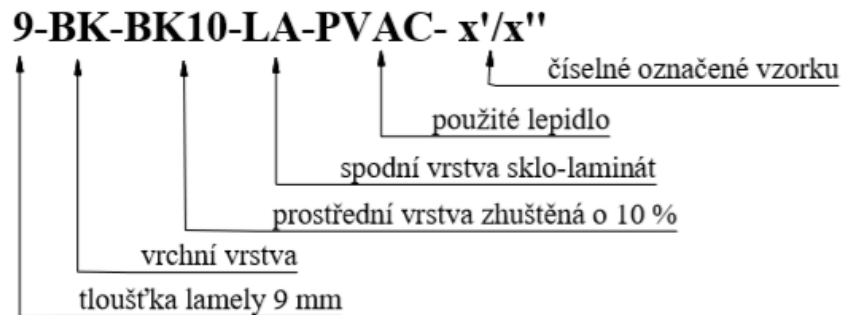 9-BK-BK10-LA-PVAC- x'/x''
číselné označené vzorku
použité lepidlo
spodní vrstva sklo-laminát
prostřední vrstva zhuštěná o 10 %
vrchní vrstva
tloušťka lamely 9 mm